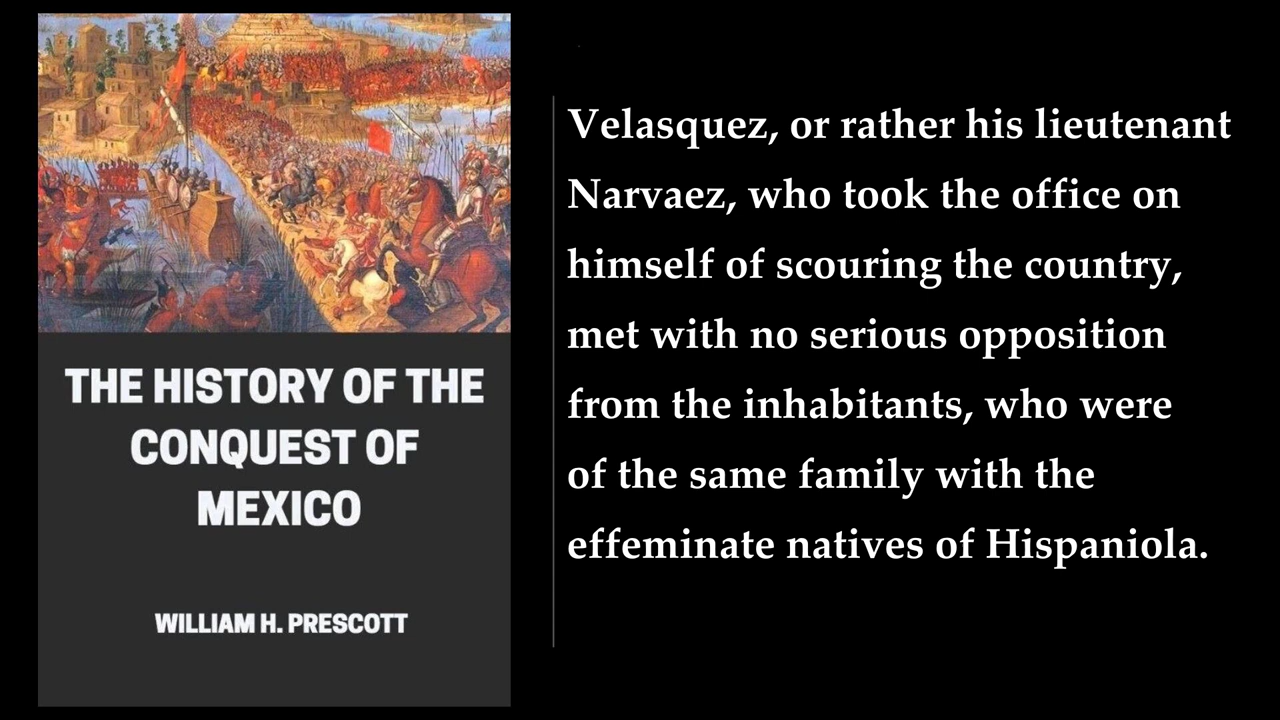 THE HISTORY OF THE
CONQUEST OF
MEXICO
WILLIAM H. PRESCOTT
Velasquez, or rather his lieutenant
Narvaez, who took the office on
himself of scouring the country,
met with no serious opposition
from the inhabitants, who were
of the same family with the
effeminate natives of Hispaniola.